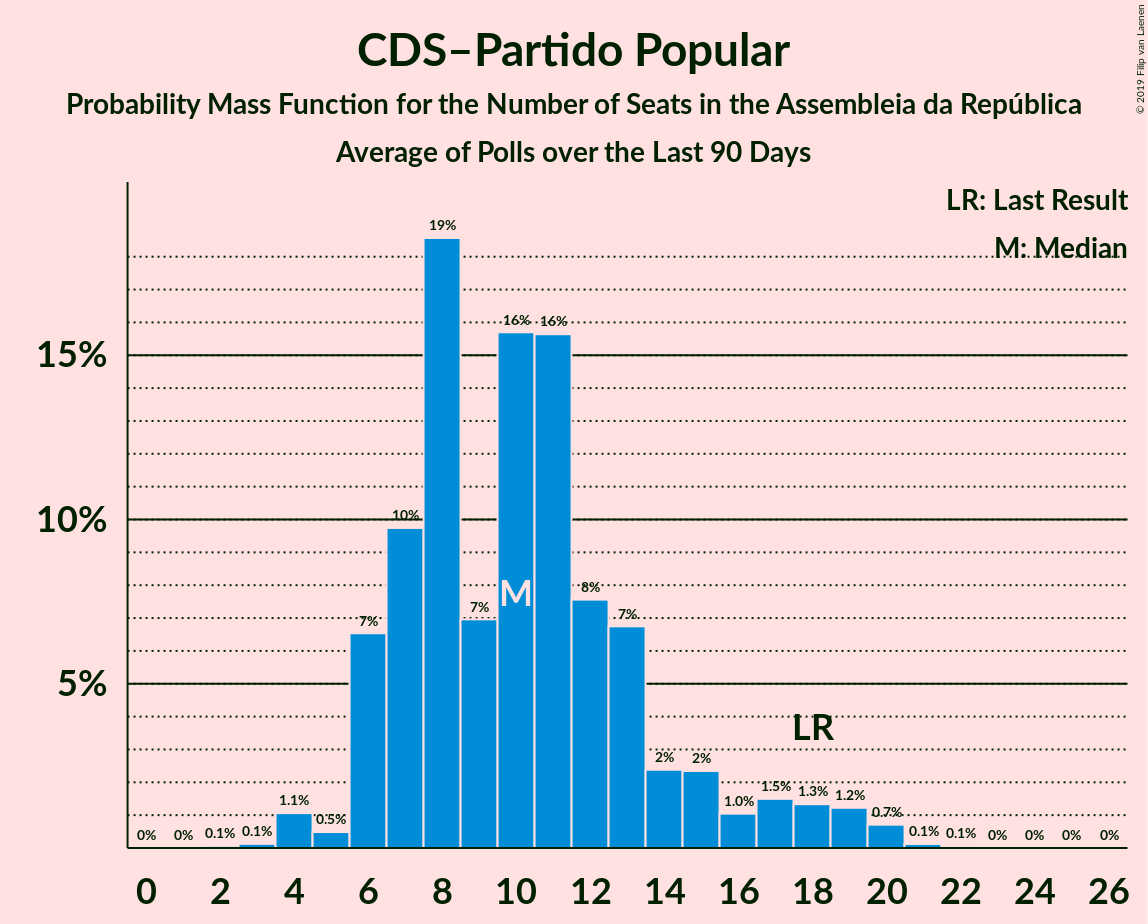 CDS–Partido Popular
Probability Mass Function for the Number of Seats in the Assembleia da República
Average of Polls over the Last 90 Days
© 2019 Filip van Laenen
LR: Last Result
M: Median
15%
10%
5%
0% 0% 0.1% 0.1% 1.1% 0.5% 7% 10% 19% 7% 16% 16% 8% 7% 2% 2% 1.0% 1.5% 1.3% 1.2% 0.7% 0.1% 0.1% 0% 0% 0% 0%
M
LR
0 2 4 6 8 10 12 14 16 18 20 22 24 26